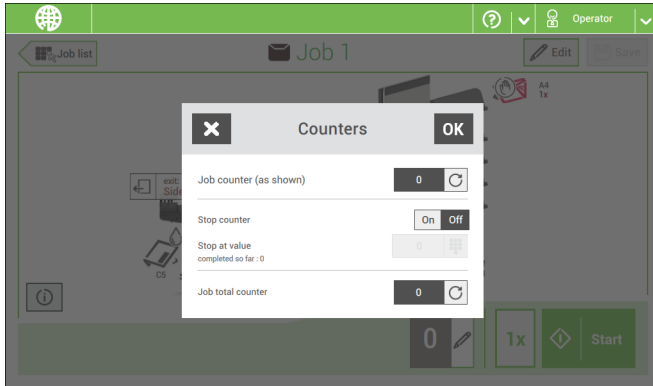 Operator
Job list
Job 1
Edit
Save
A4
1x
Counters
OK
exit:
Side
Job counter (as shown)
0
Stop counter
On Off
Stop at value
0
completed so far : 0
C5
Job total counter
0
0
1x
Start